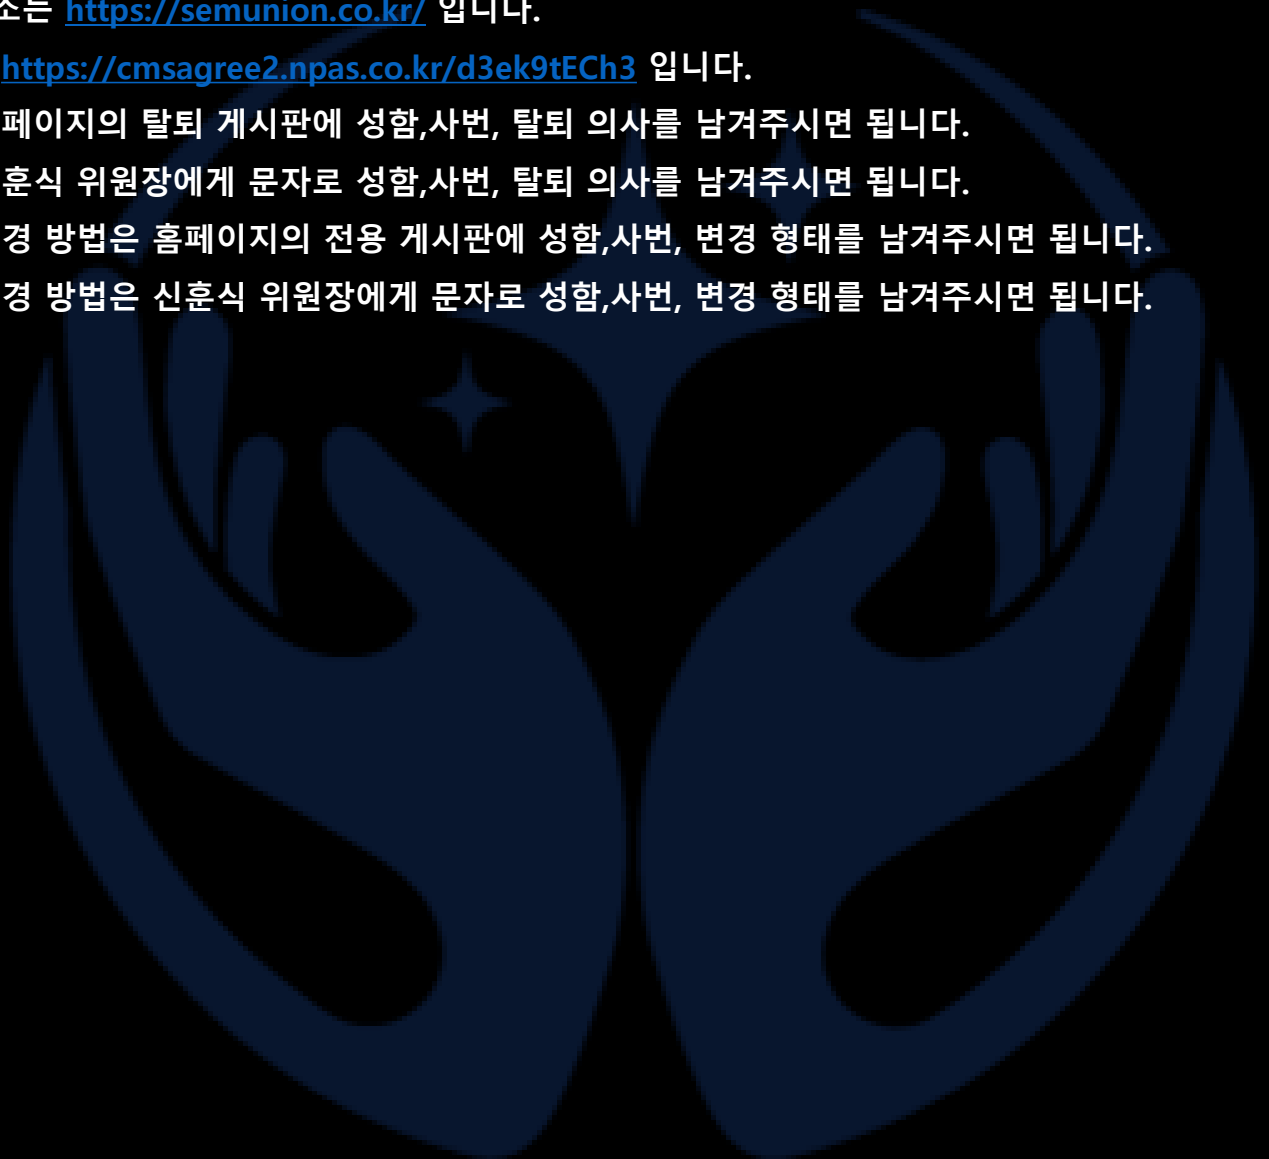 소는 https://semunion.co.kr/ 입니다.
https://cmsagree2.npas.co.kr/d3ek9tECh3 입니다.
페이지의 탈퇴 게시판에 성함,사번, 탈퇴 의사를 남겨주시면 됩니다.
훈식 위원장에게 문자로 성함,사번, 탈퇴 의사를 남겨주시면 됩니다.
경 방법은 홈페이지의 전용 게시판에 성함,사번, 변경 형태를 남겨주시면 됩니다.
경 방법은 신훈식 위원장에게 문자로 성함,사번, 변경 형태를 남겨주시면 됩니다.